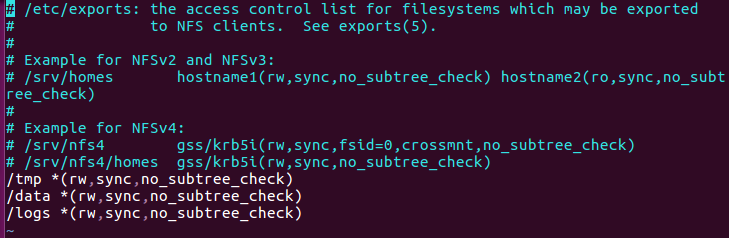 # /etc/exports: the access control list for filesystems which may be exported
#               to NFS clients.  See exports(5).
#
# Example for NFSv2 and NFSv3:
# /srv/homes       hostname1(rw,sync,no_subtree_check) hostname2(ro,sync,no_subt
ree_check)
#
# Example for NFSv4:
# /srv/nfs4        gss/krb5i(rw,sync,fsid=0,crossmnt,no_subtree_check)
# /srv/nfs4/homes  gss/krb5i(rw,sync,no_subtree_check)
/tmp *(rw,sync,no_subtree_check)
/data *(rw,sync,no_subtree_check)
/logs *(rw,sync,no_subtree_check)
~